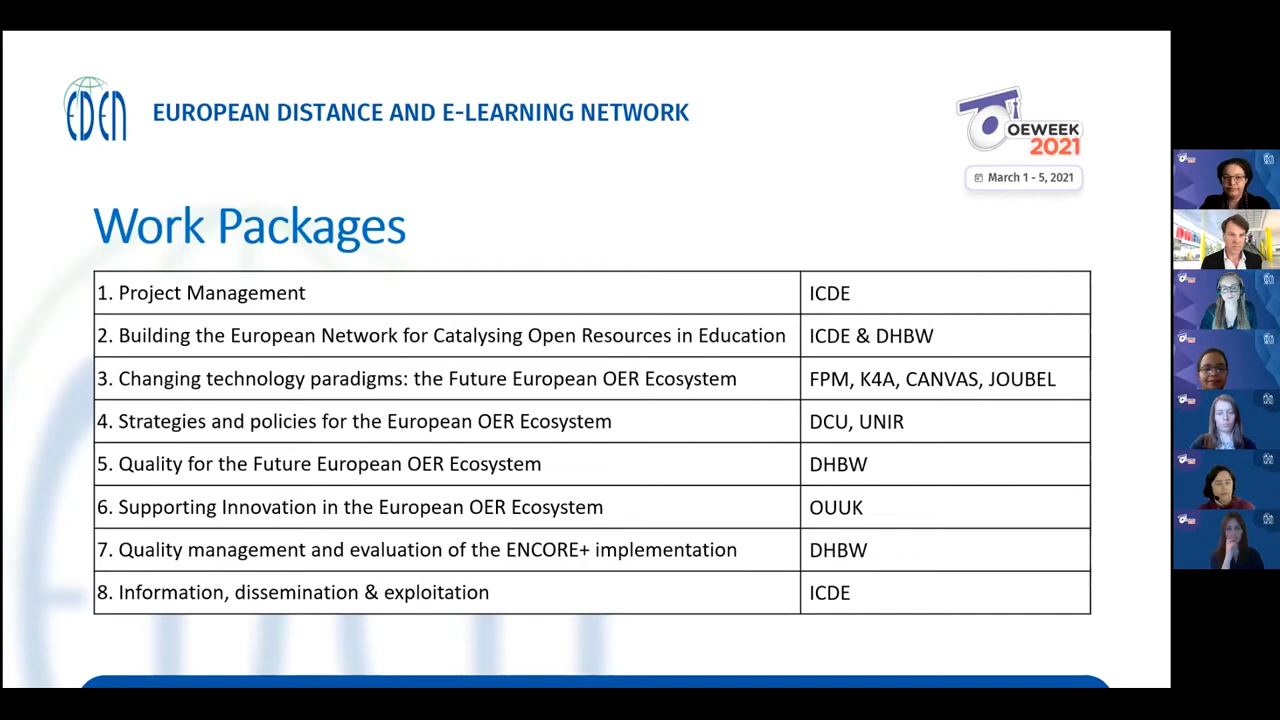 EDEN
EUROPEAN DISTANCE AND E-LEARNING NETWORK
OEWEEK
2021
March 1 - 5, 2021
Work Packages
1. Project Management ICDE
2. Building the European Network for Catalysing Open Resources in Education ICDE & DHBW
3. Changing technology paradigms: the Future European OER Ecosystem FPM, K4A, CANVAS, JOUBEL
4. Strategies and policies for the European OER Ecosystem DCU, UNIR
5. Quality for the Future European OER Ecosystem DHBW
6. Supporting Innovation in the European OER Ecosystem OUUK
7. Quality management and evaluation of the ENCORE+ implementation DHBW
8. Information, dissemination & exploitation ICDE